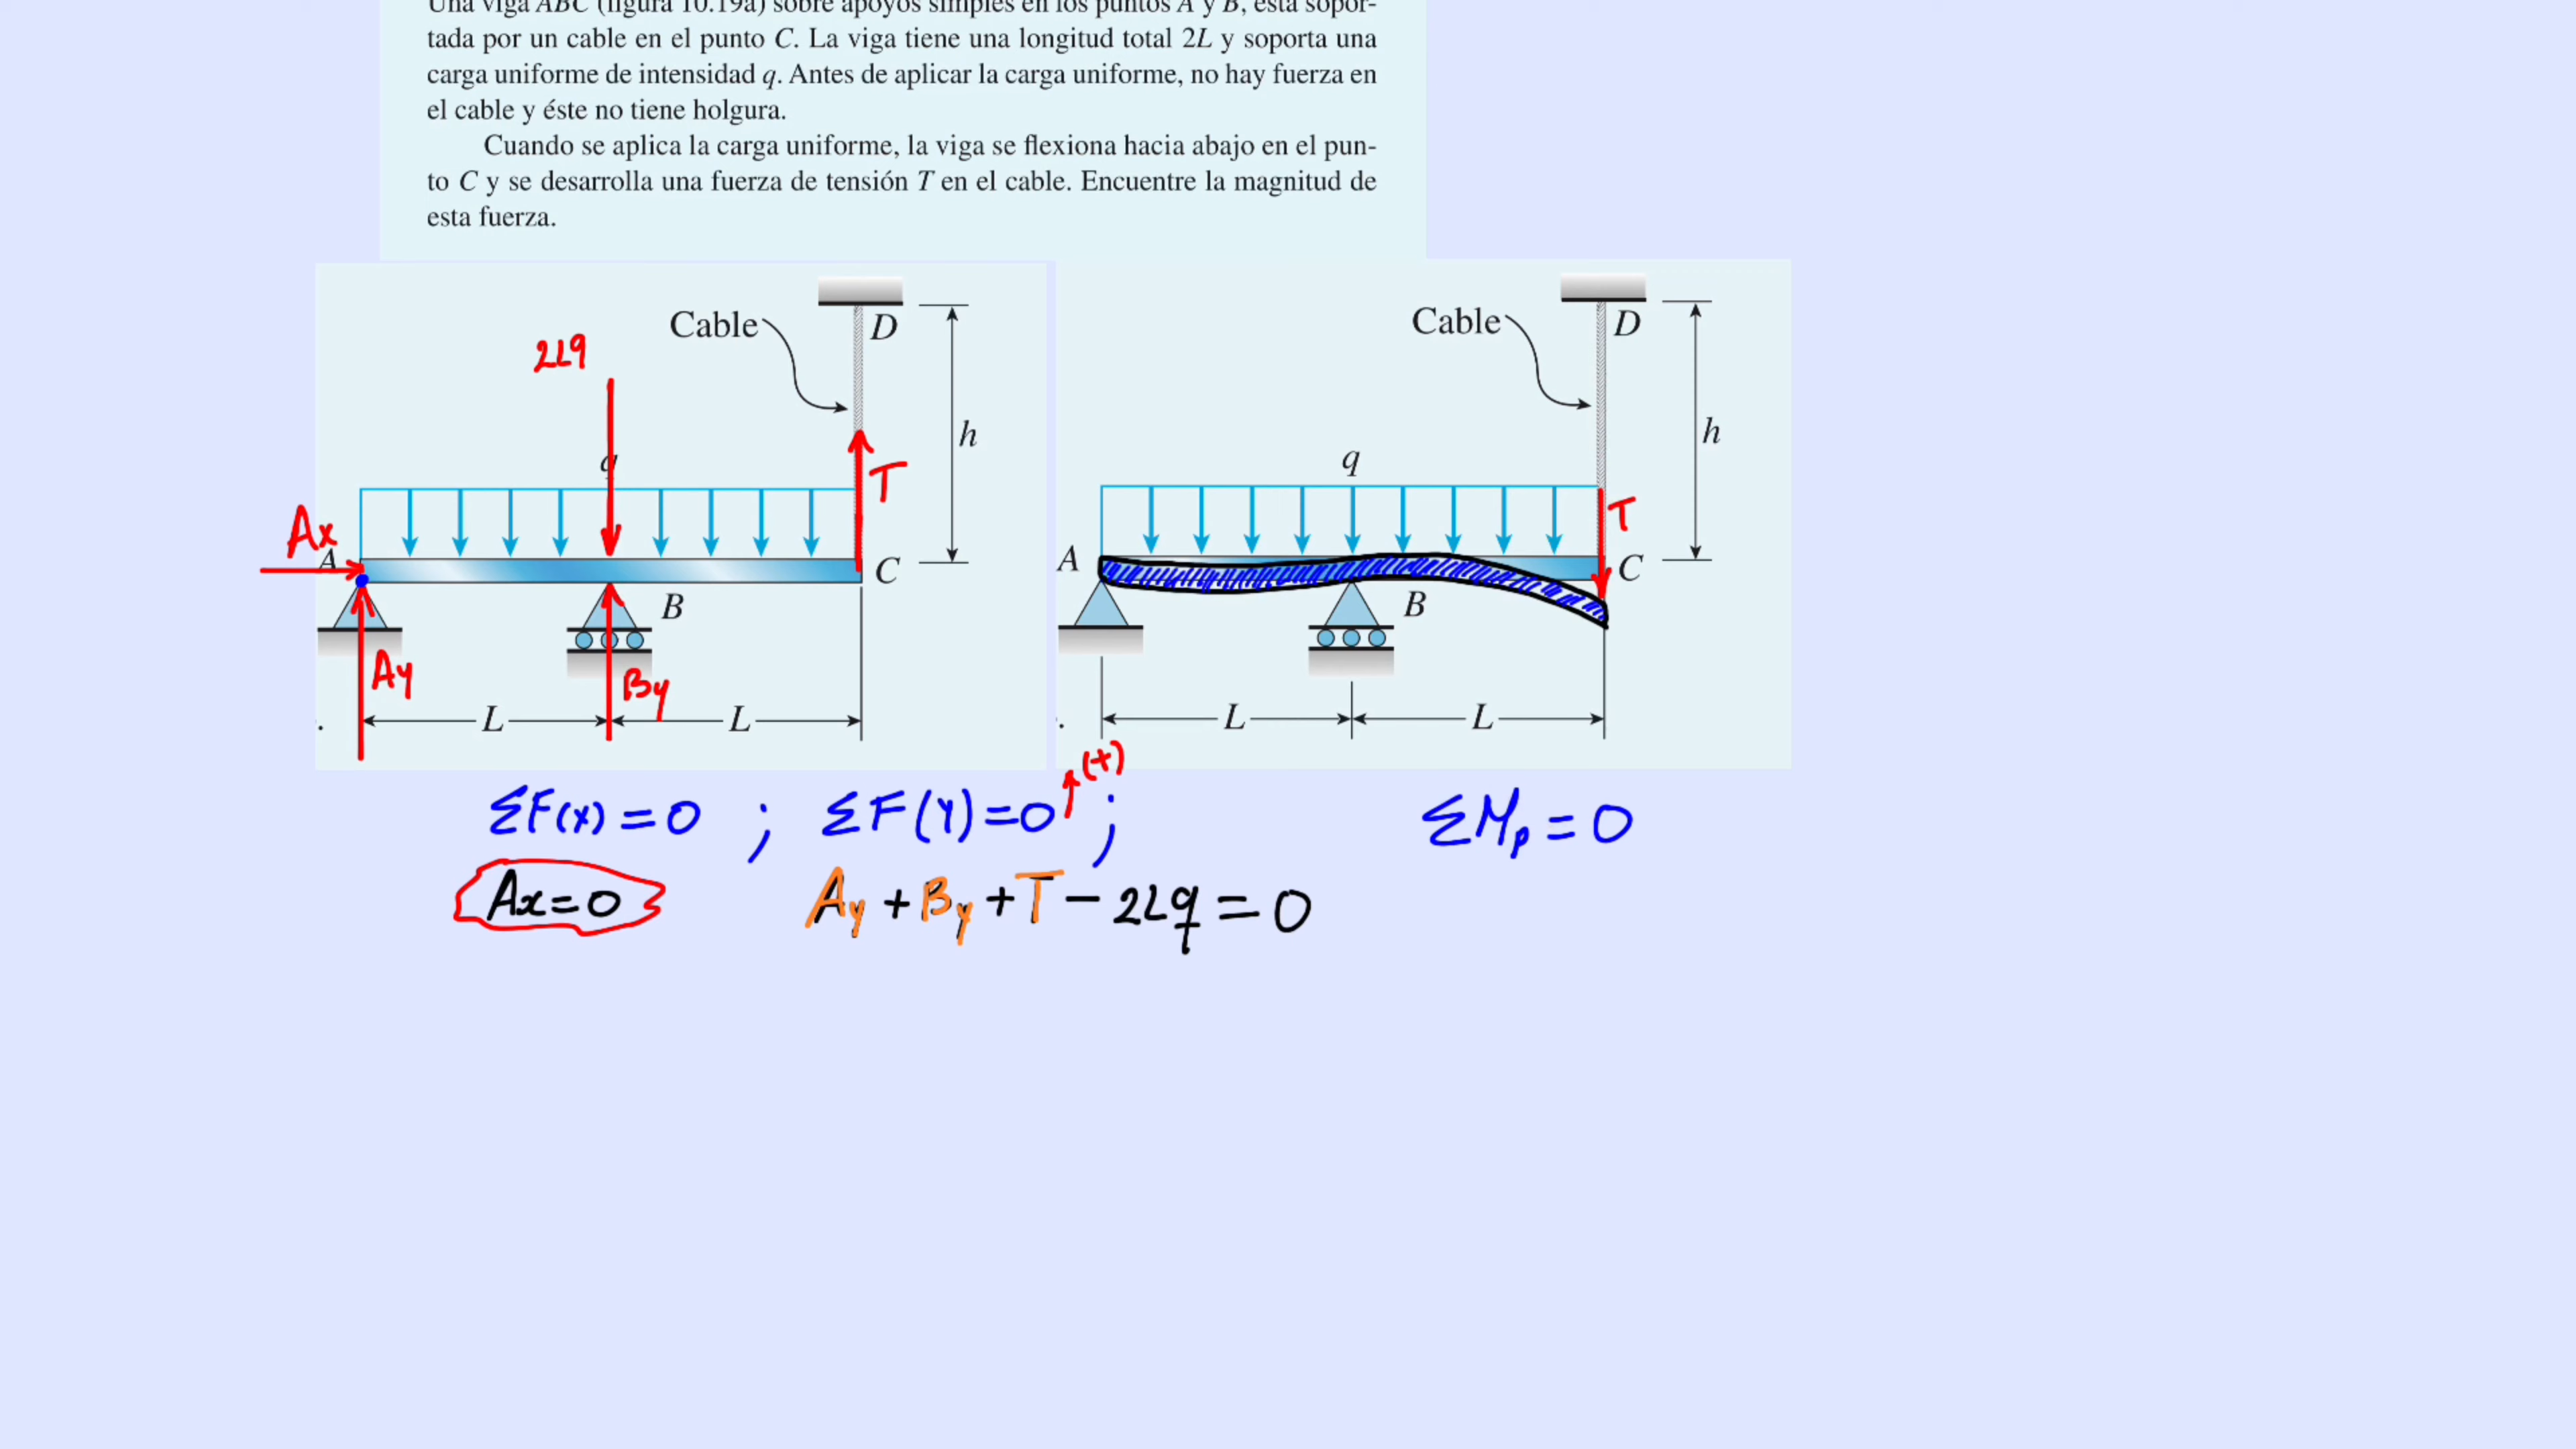 Una viga ABC (figura 10.19a) sobre apoyos simples en los puntos A y B, está sopor-
tada por un cable en el punto C. La viga tiene una longitud total 2L y soporta una
carga uniforme de intensidad q. Antes de aplicar la carga uniforme, no hay fuerza en
el cable y éste no tiene holgura.
Cuando se aplica la carga uniforme, la viga se flexiona hacia abajo en el pun-
to C y se desarrolla una fuerza de tensión T en el cable. Encuentre la magnitud de
esta fuerza.
2Lq
Cable
D
h
q
T
Ax
A
C
B
Ay
By
L
L
Cable
D
h
q
T
A
C
B
L
L
ΣF(x)=0 ; ΣF(Y)=0 (+) ; ΣMp=0
Ax=0
Ay+By+T-2Lq=0